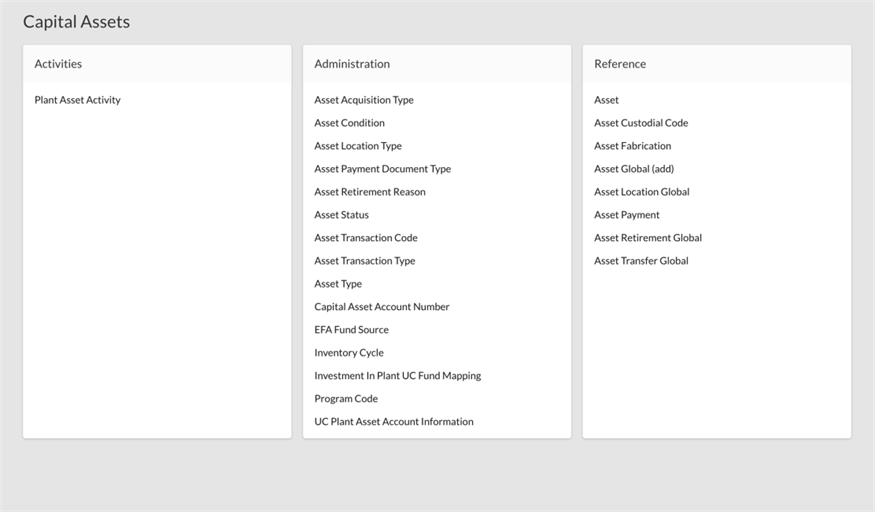 Capital Assets
Activities
Plant Asset Activity
Administration
Asset Acquisition Type
Asset Condition
Asset Location Type
Asset Payment Document Type
Asset Retirement Reason
Asset Status
Asset Transaction Code
Asset Transaction Type
Asset Type
Capital Asset Account Number
EFA Fund Source
Inventory Cycle
Investment In Plant UC Fund Mapping
Program Code
UC Plant Asset Account Information
Reference
Asset
Asset Custodial Code
Asset Fabrication
Asset Global (add)
Asset Location Global
Asset Payment
Asset Retirement Global
Asset Transfer Global